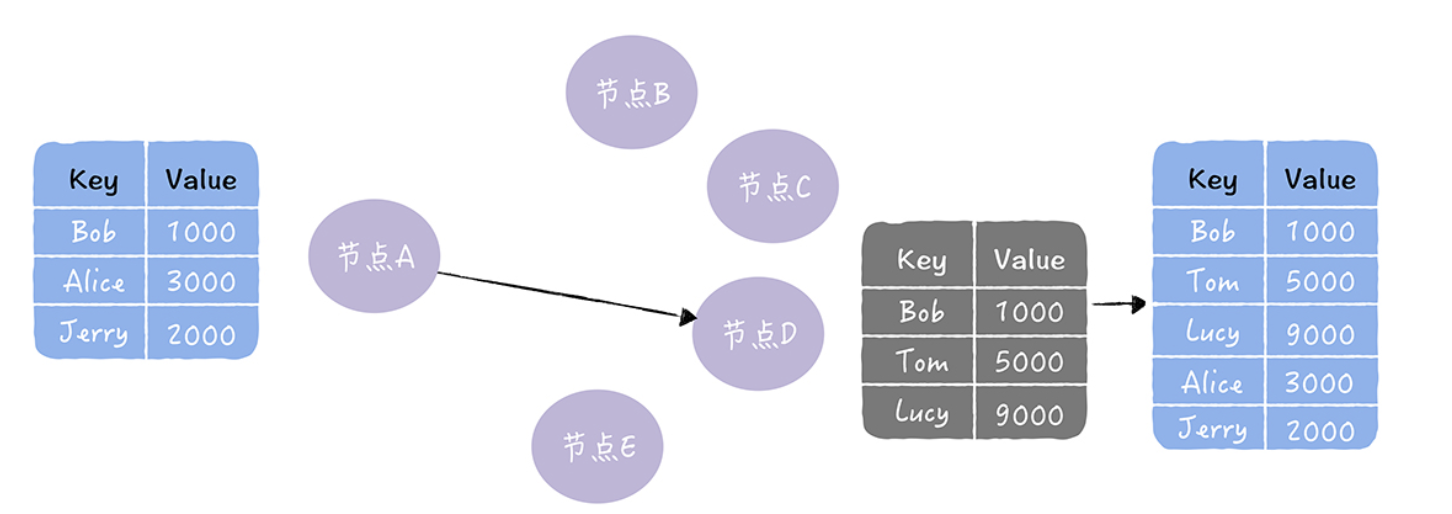 Key Value
Bob 1000
Alice 3000
Jerry 2000
节点A
节点B
节点C
节点D
节点E
Key Value
Bob 1000
Tom 5000
Lucy 9000
Key Value
Bob 1000
Tom 5000
Lucy 9000
Alice 3000
Jerry 2000